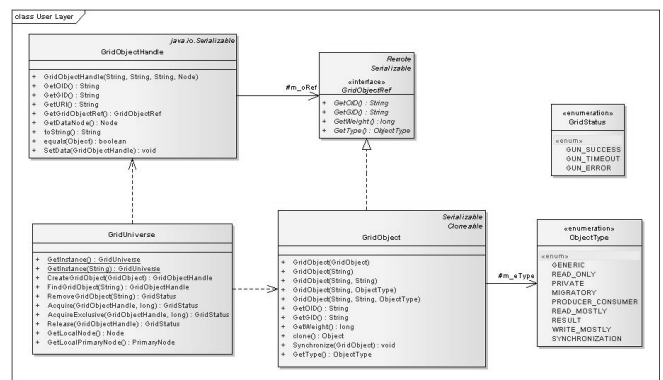 class User Layer
java.io.Serializable
GridObjectHandle
+ GridObjectHandle(String, String, String, Node)
+ GetOID() : String
+ GetGID() : String
+ GetURI() : String
+ GetGridObjectRef() : GridObjectRef
+ GetDataNode() : Node
+ toString() : String
+ equals(Object) : boolean
+ SetData(GridObjectHandle) : void
#m_oRef
Remote
Serializable
«interface»
GridObjectRef
+ GetOID() : String
+ GetGID() : String
+ GetWeight() : long
+ GetType() : ObjectType
«enumeration»
GridStatus
«enum»
GUN_SUCCESS
GUN_TIMEOUT
GUN_ERROR
GridUniverse
+ GetInstance() : GridUniverse
+ GetInstance(String) : GridUniverse
+ CreateGridObject(GridObject) : GridObjectHandle
+ FindGridObject(String) : GridObjectHandle
+ RemoveGridObject(String) : GridStatus
+ Acquire(GridObjectHandle, long) : GridStatus
+ AcquireExclusive(GridObjectHandle, long) : GridStatus
+ Release(GridObjectHandle) : GridStatus
+ GetLocalNode() : Node
+ GetLocalPrimaryNode() : PrimaryNode
Serializable
Cloneable
GridObject
+ GridObject(GridObject)
+ GridObject(String)
+ GridObject(String, String)
+ GridObject(String, ObjectType)
+ GridObject(String, String, ObjectType)
+ GetOID() : String
+ GetGID() : String
+ GetWeight() : long
+ clone() : Object
+ Synchronize(GridObject) : void
+ GetType() : ObjectType
#m_eType
«enumeration»
ObjectType
«enum»
GENERIC
READ_ONLY
PRIVATE
MIGRATORY
PRODUCER_CONSUMER
READ_MOSTLY
RESULT
WRITE_MOSTLY
SYNCHRONIZATION